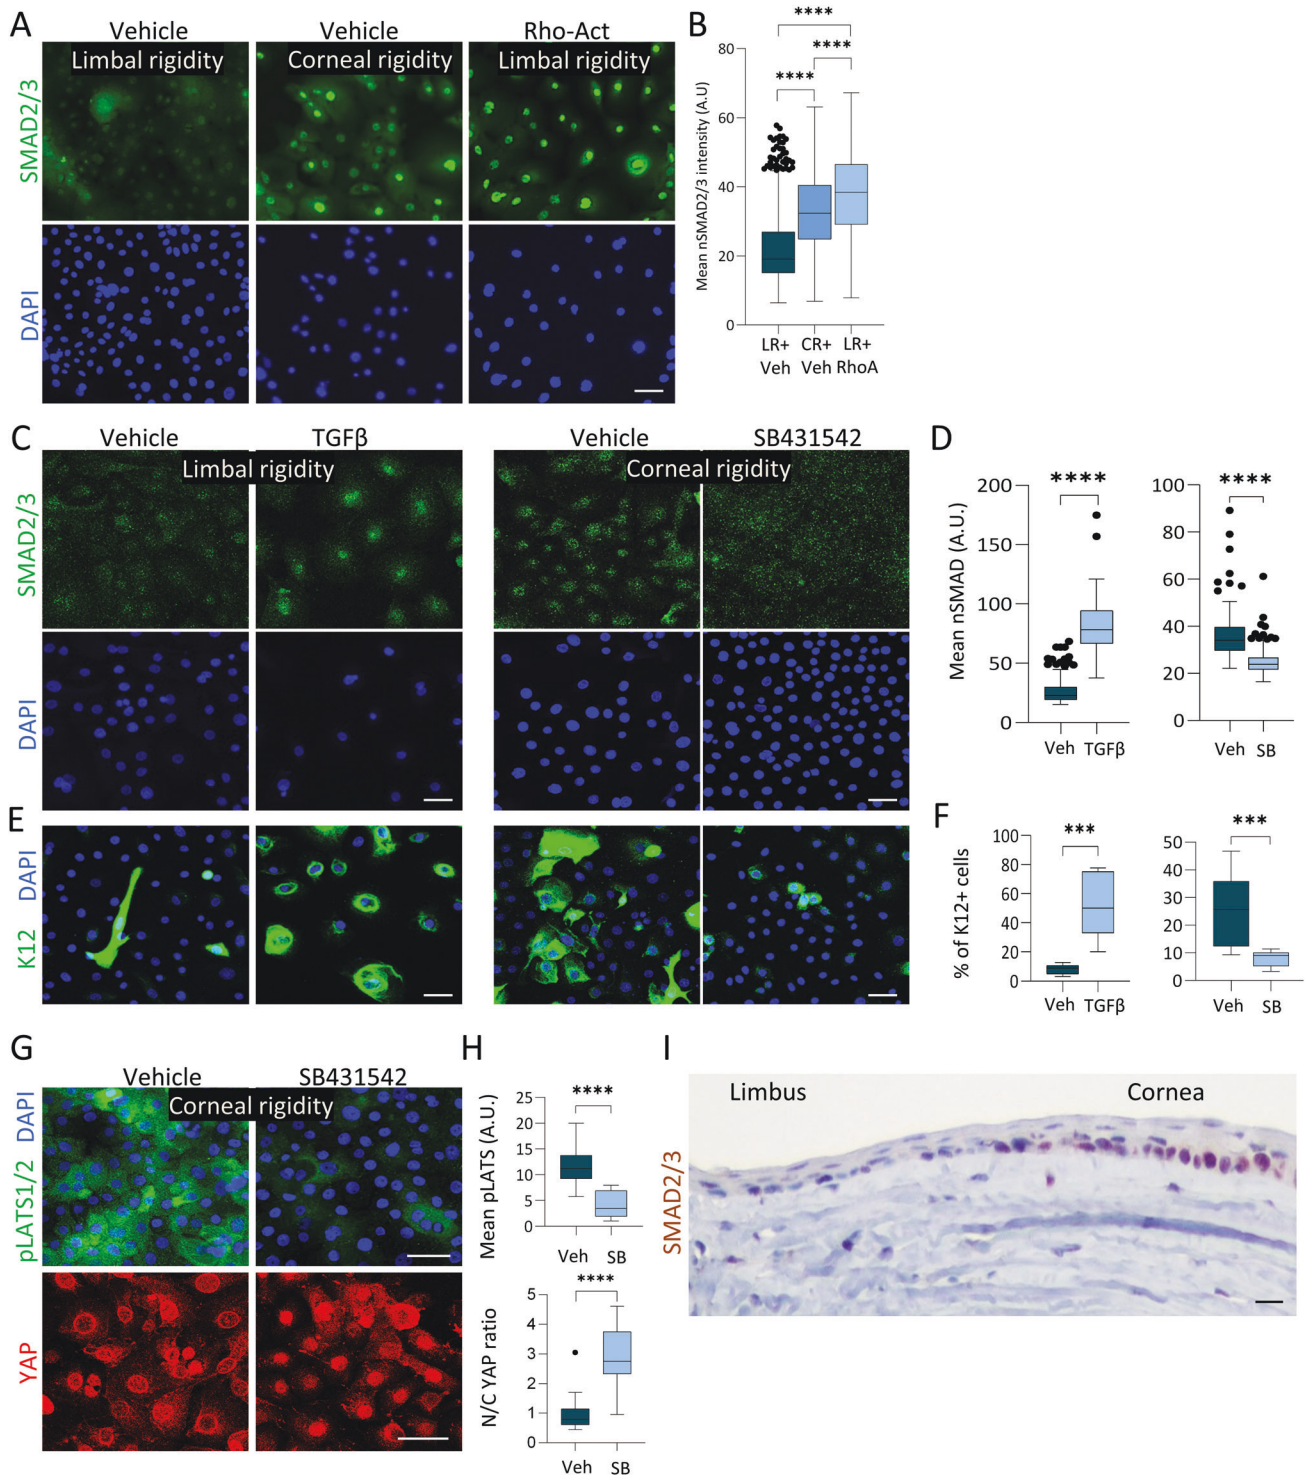 A
Vehicle
Vehicle
Rho-Act
Limbal rigidity
Corneal rigidity
Limbal rigidity
SMAD2/3
DAPI
B
****
****
****
Mean nSMAD2/3 intensity (A.U)
80
60
40
20
0
LR+ CR+ LR+
Veh Veh RhoA
C
Vehicle
TGFβ
Vehicle
SB431542
Limbal rigidity
Corneal rigidity
SMAD2/3
DAPI
D
****
****
Mean nSMAD (A.U.)
200
150
100
50
0
Veh TGFβ
100
80
60
40
20
0
Veh SB
E
K12 DAPI
F
***
***
% of K12+ cells
100
80
60
40
20
0
Veh TGFβ
50
40
30
20
10
0
Veh SB
G
Vehicle
SB431542
Corneal rigidity
pLATS1/2 DAPI
YAP
H
****
Mean pLATS (A.U.)
25
20
15
10
5
0
Veh SB
****
N/C YAP ratio
5
4
3
2
1
0
Veh SB
I
Limbus
Cornea
SMAD2/3